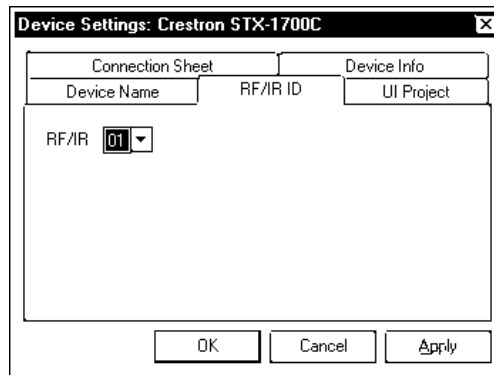 Device Settings: Crestron STX-1700C
Connection Sheet Device Info
Device Name RF/IR ID UI Project
RF/IR 01
OK Cancel Apply